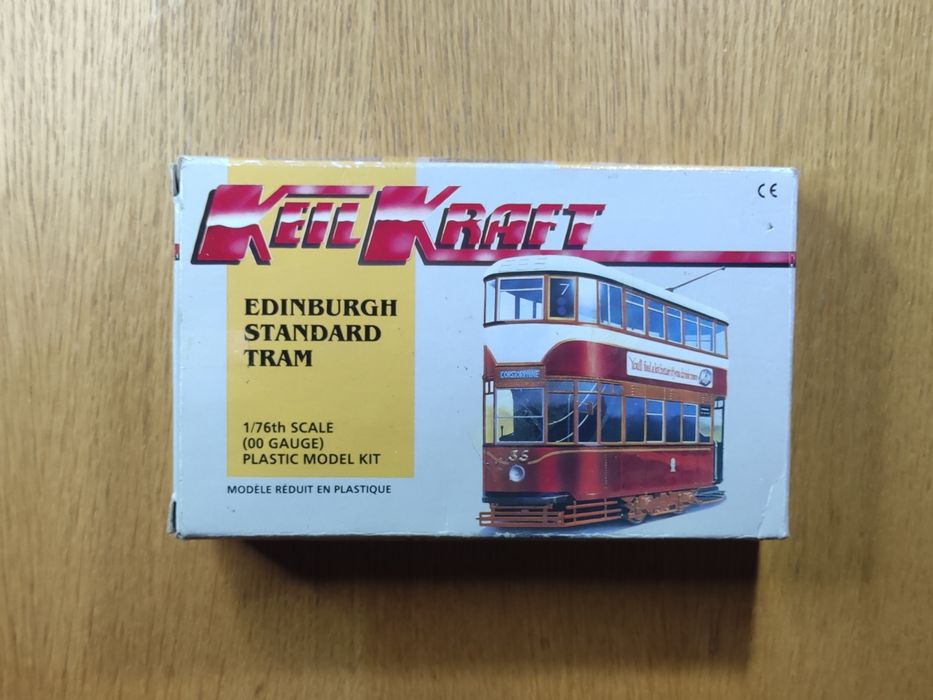 KEIL KRAFT
CE
EDINBURGH
STANDARD
TRAM
1/76th SCALE
(00 GAUGE)
PLASTIC MODEL KIT
MODÈLE RÉDUIT EN PLASTIQUE
7
CORSTORPHINE
35